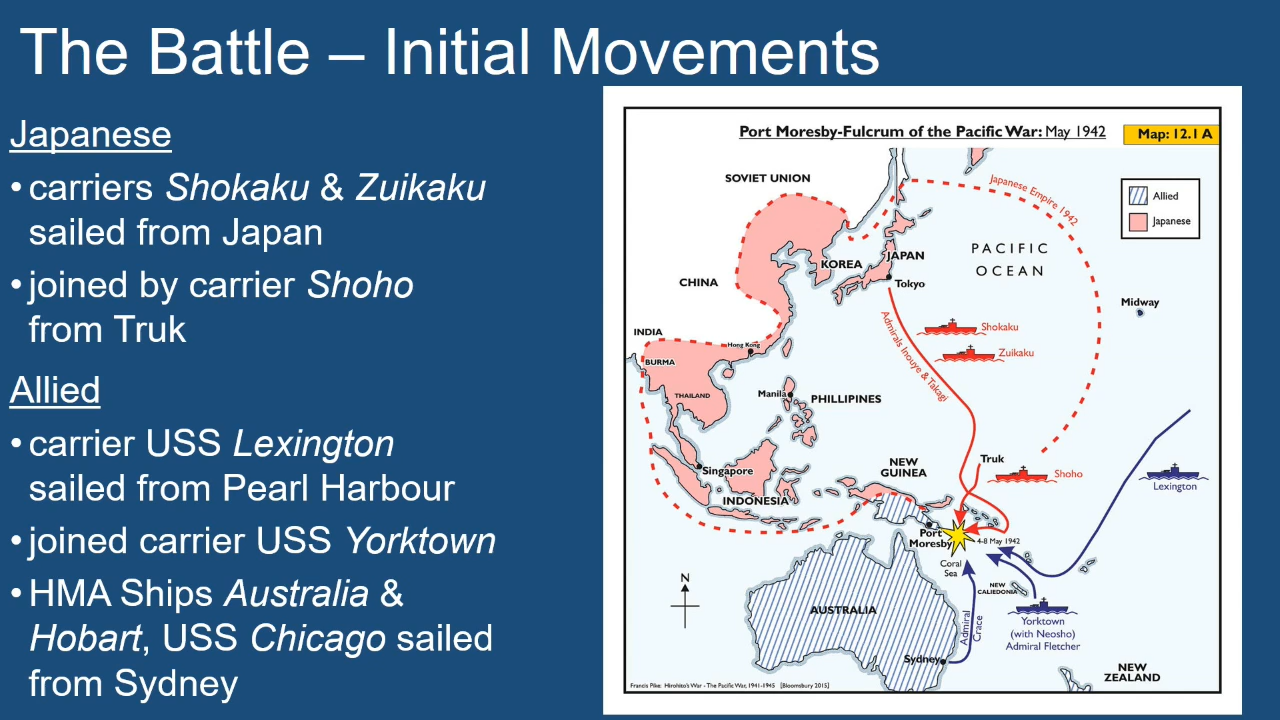 The Battle – Initial Movements
Japanese
• carriers Shokaku & Zuikaku
sailed from Japan
• joined by carrier Shoho
from Truk
Allied
• carrier USS Lexington
sailed from Pearl Harbour
• joined carrier USS Yorktown
• HMA Ships Australia &
Hobart, USS Chicago sailed
from Sydney
Port Moresby-Fulcrum of the Pacific War: May 1942
Map: 12.1 A
SOVIET UNION
Japanese Empire 1942
Allied
Japanese
PACIFIC
OCEAN
KOREA
JAPAN
Tokyo
CHINA
Midway
Admirals Inouye & Takagi
Shokaku
Zuikaku
INDIA
Hong Kong
BURMA
THAILAND
Manila
PHILLIPINES
Singapore
INDONESIA
NEW
GUINEA
Truk
Shoho
Lexington
Port
Moresby
4-8 May 1942
Coral
Sea
NEW
CALEDONIA
N
AUSTRALIA
Admiral
Crace
Yorktown
(with Neosho)
Admiral Fletcher
Sydney
NEW
ZEALAND
Francis Pike: Hirohito's War - The Pacific War, 1941-1945 [Bloomsbury 2015]